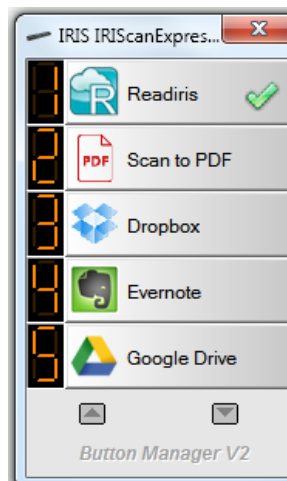 IRIS IRIScanExpres...
1 Readiris
2 PDF Scan to PDF
3 Dropbox
4 Evernote
5 Google Drive
Button Manager V2